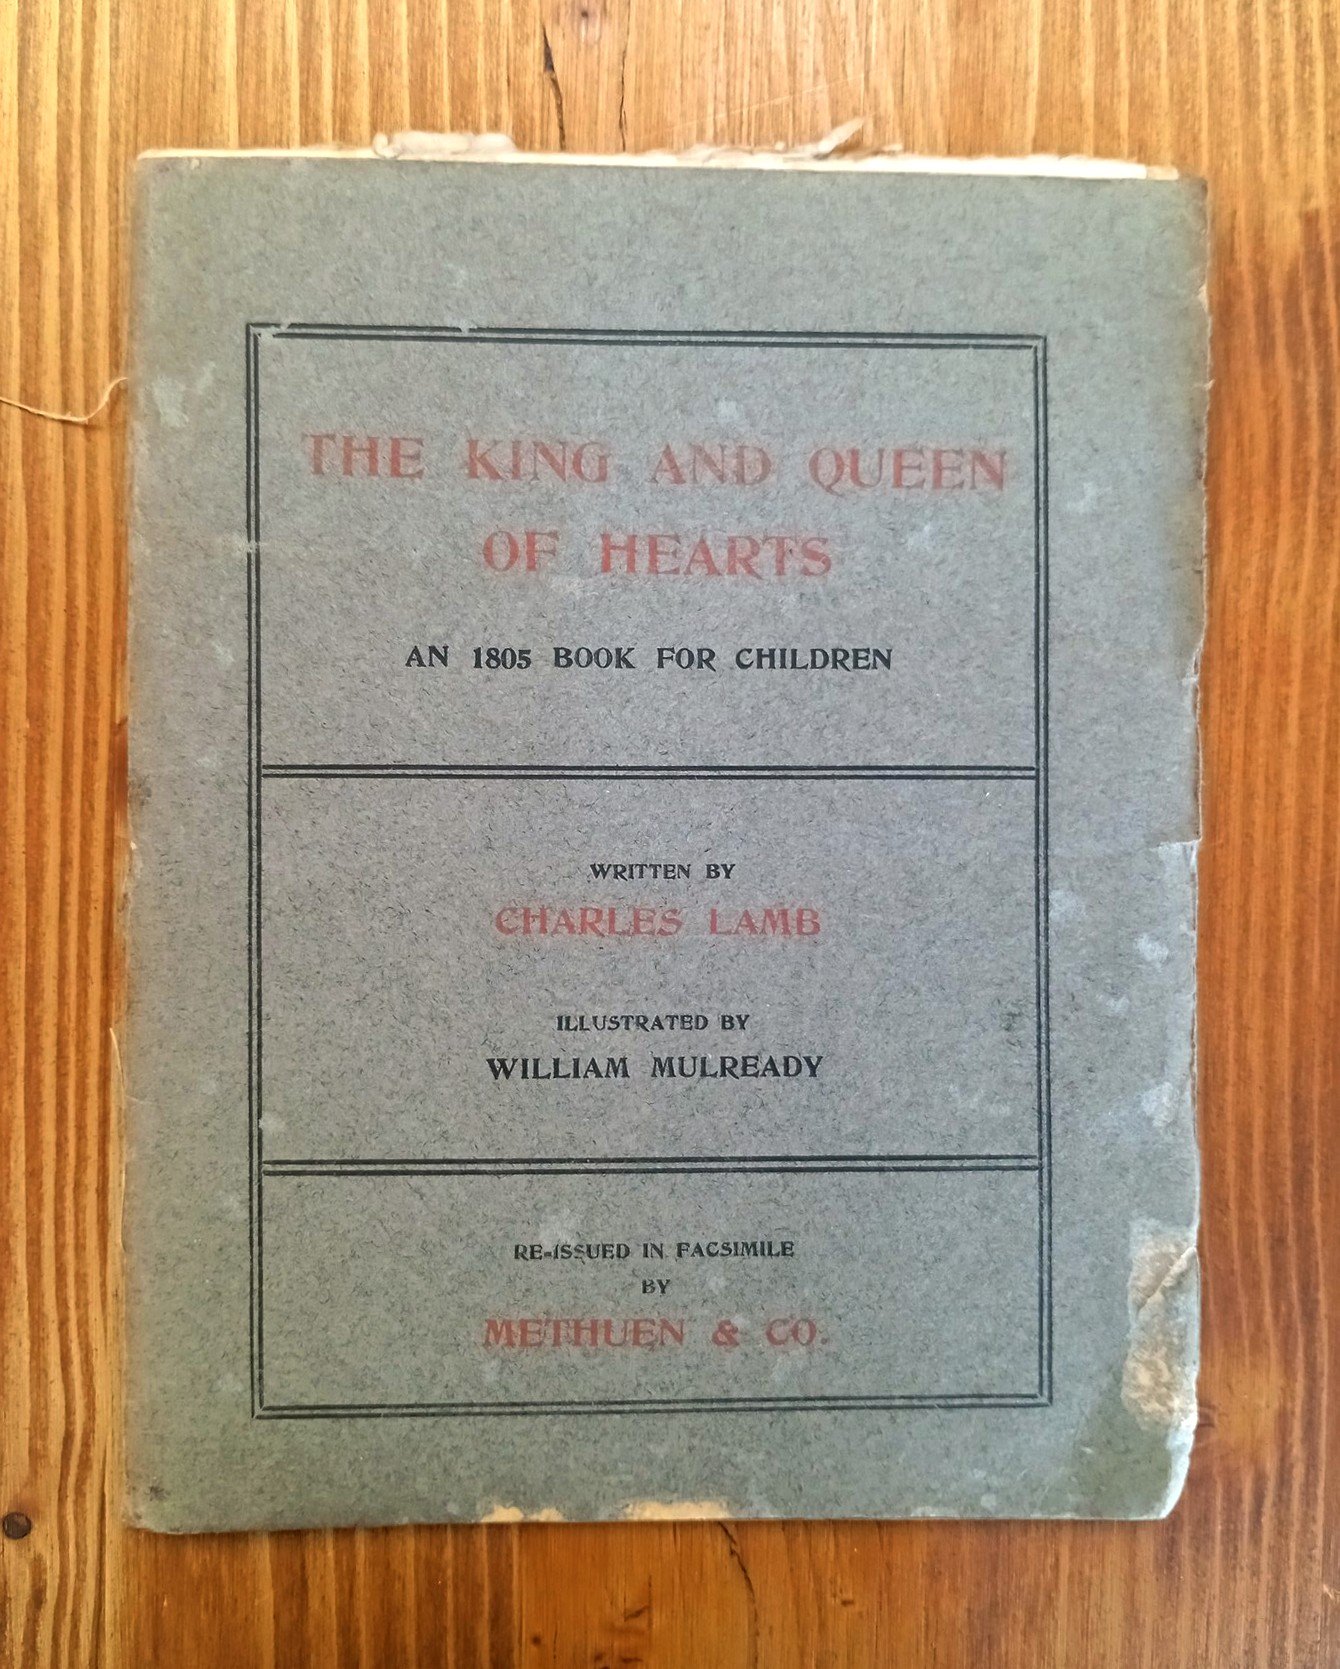 THE KING AND QUEEN
OF HEARTS
AN 1805 BOOK FOR CHILDREN
WRITTEN BY
CHARLES LAMB
ILLUSTRATED BY
WILLIAM MULREADY
RE-ISSUED IN FACSIMILE
BY
METHUEN & CO.